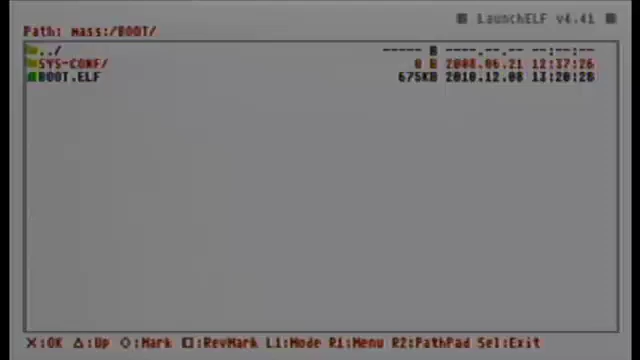 ■ LaunchELF v4.41 ■
Path: mass:/BOOT/
../ ----- B ----.--.-- --:--:--
SYS-CONF/ 0 B 2008.06.21 12:37:26
BOOT.ELF 675KB 2010.12.08 13:20:28
X:OK △:Up ○:Mark □:RevMark L1:Mode R1:Menu R2:PathPad Sel:Exit